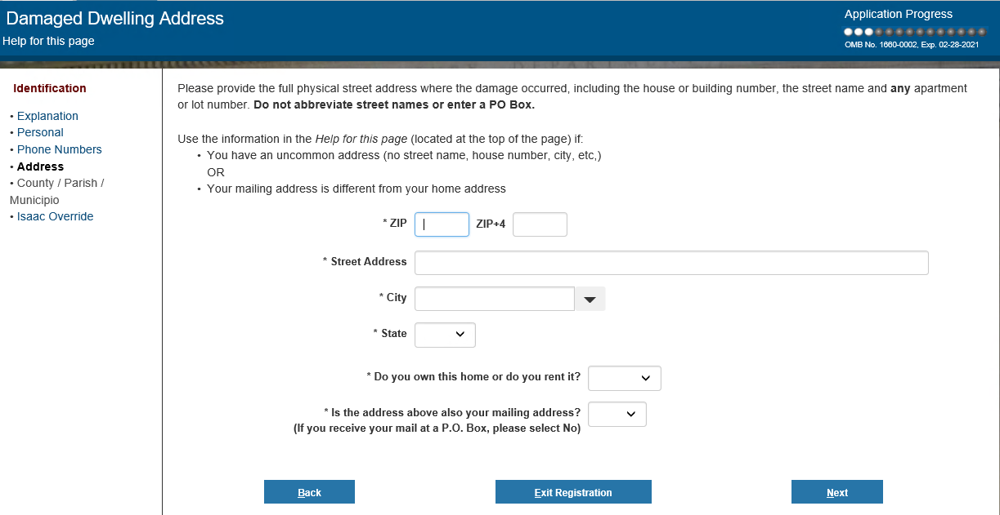 Damaged Dwelling Address
Help for this page
Application Progress
OMB No. 1660-0002, Exp. 02-28-2021
Identification
• Explanation
• Personal
• Phone Numbers
• Address
• County / Parish /
Municipio
• Isaac Override
Please provide the full physical street address where the damage occurred, including the house or building number, the street name and any apartment
or lot number. Do not abbreviate street names or enter a PO Box.
Use the information in the Help for this page (located at the top of the page) if:
• You have an uncommon address (no street name, house number, city, etc,)
OR
• Your mailing address is different from your home address
* ZIP ZIP+4
* Street Address
* City
* State
* Do you own this home or do you rent it?
* Is the address above also your mailing address?
(If you receive your mail at a P.O. Box, please select No)
Back Exit Registration Next